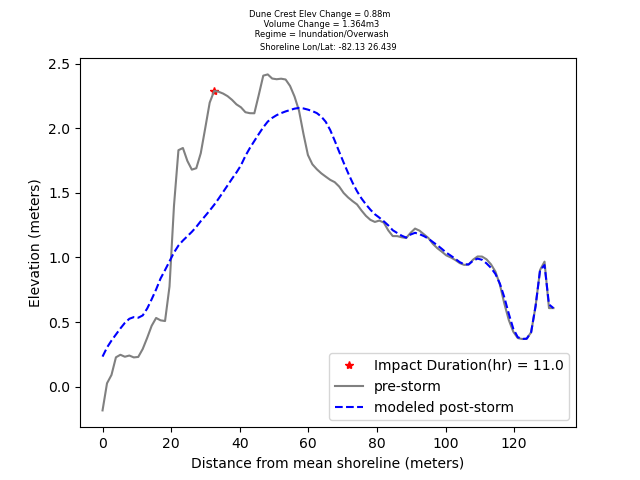 Dune Crest Elev Change = 0.88m
Volume Change = 1.364m3
Regime = Inundation/Overwash
Shoreline Lon/Lat: -82.13 26.439
2.5
2.0
1.5
1.0
0.5
0.0
Elevation (meters)
Impact Duration(hr) = 11.0
pre-storm
modeled post-storm
0 20 40 60 80 100 120
Distance from mean shoreline (meters)